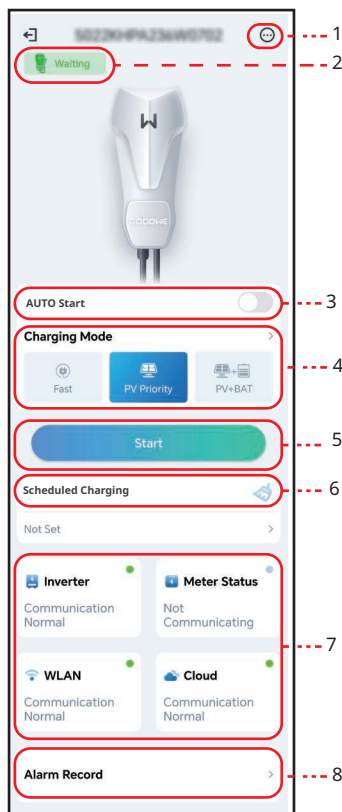 1
Waiting
2
GOODWE
AUTO Start
3
Charging Mode
Fast
PV Priority
PV+BAT
4
Start
5
Scheduled Charging
6
Not Set
Inverter
Communication
Normal
Meter Status
Not
Communicating
7
WLAN
Communication
Normal
Cloud
Communication
Normal
Alarm Record
8